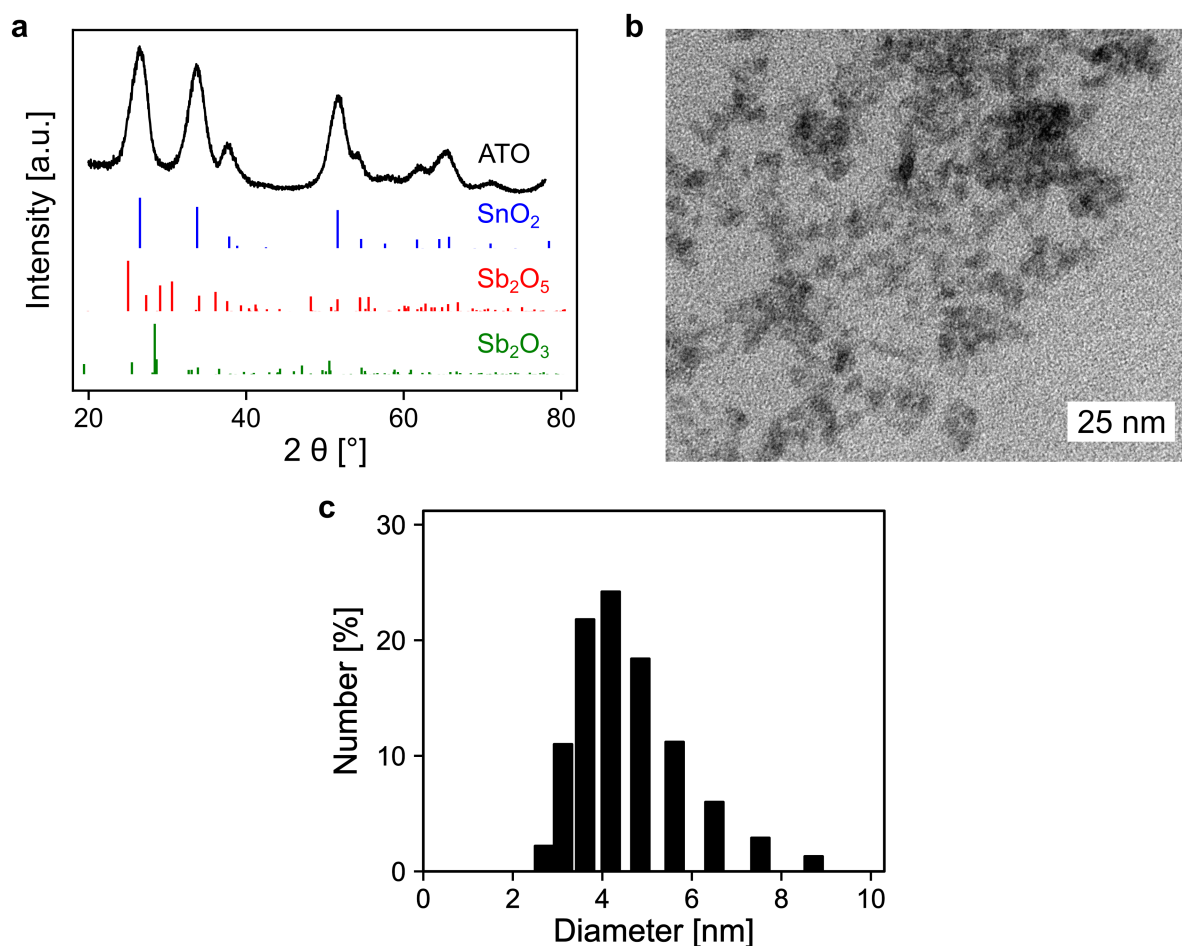 a
Intensity [a.u.]
ATO
SnO₂
Sb₂O₅
Sb₂O₃
20 40 60 80
2 θ [°]
b
25 nm
c
Number [%]
30
20
10
0
0 2 4 6 8 10
Diameter [nm]